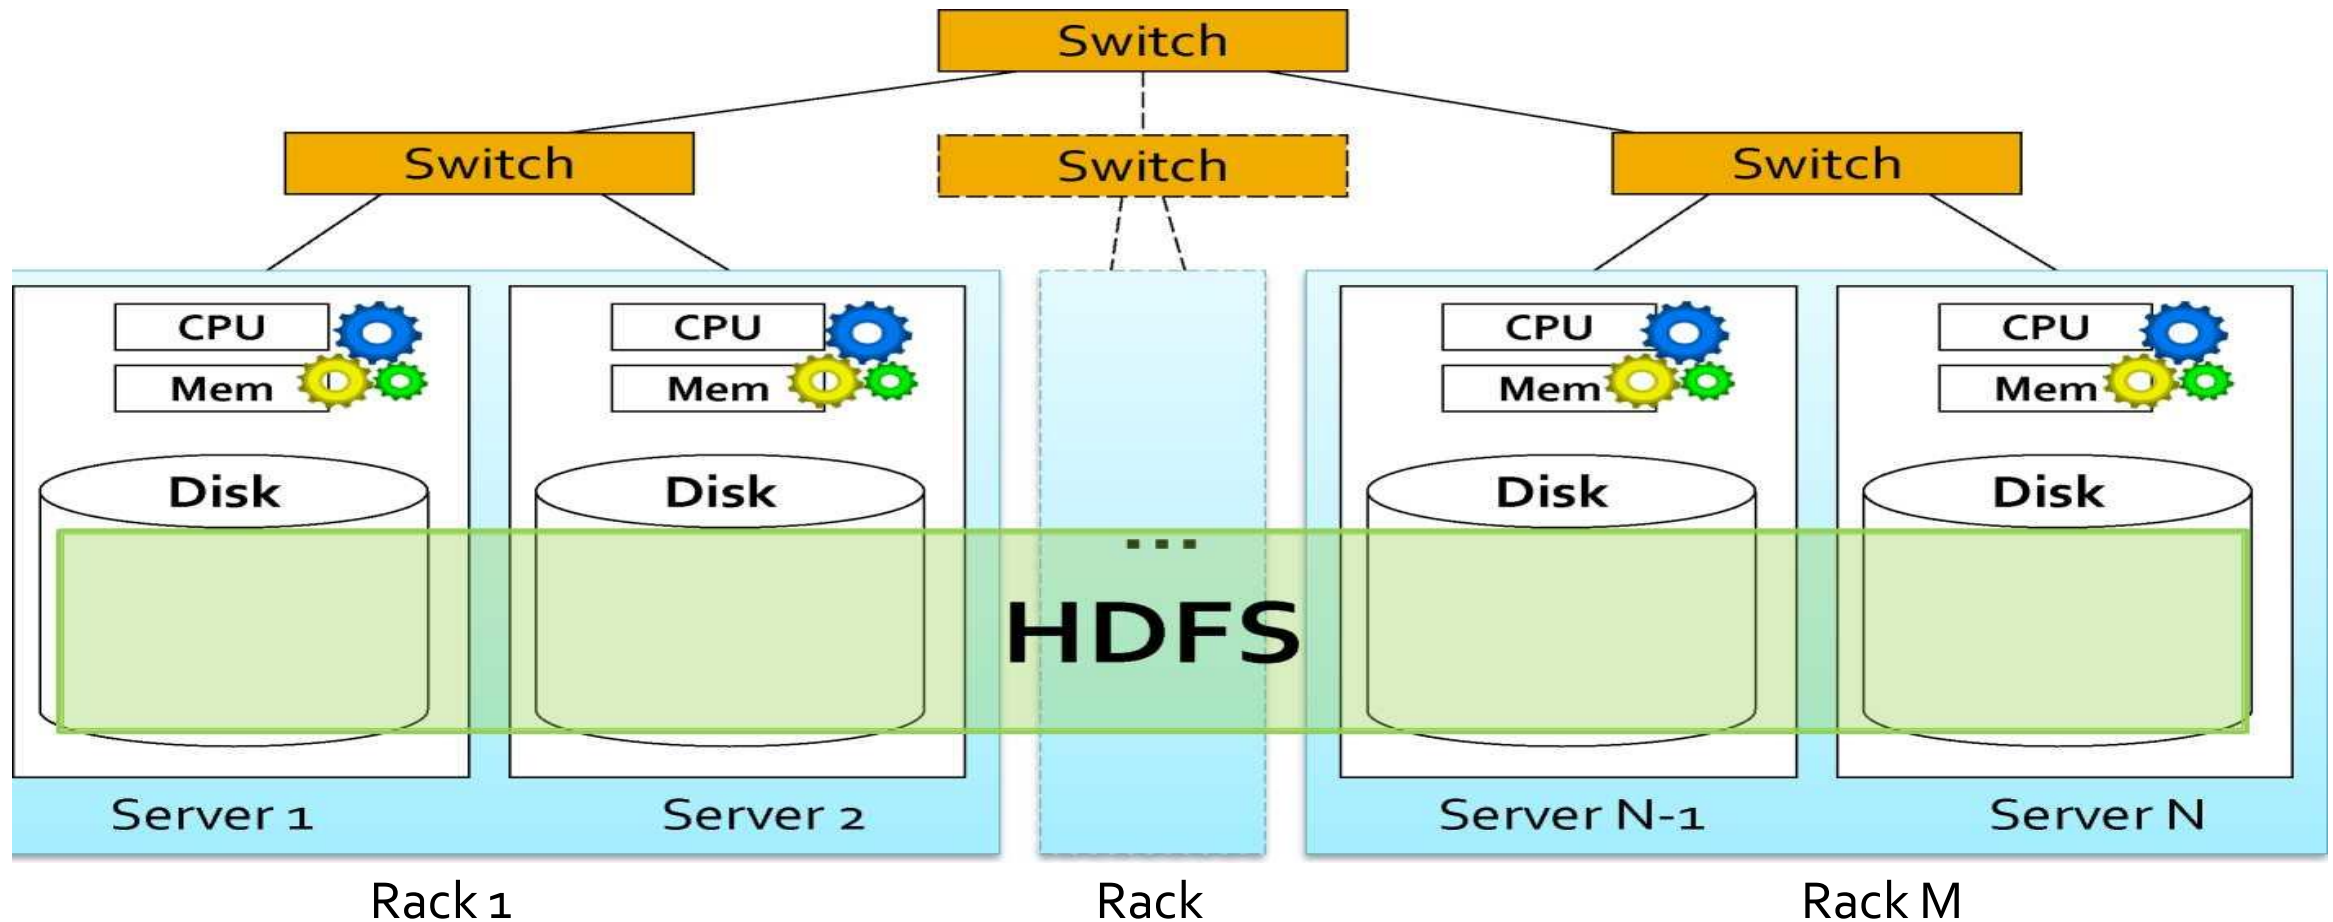 Switch
Switch
Switch
Switch
CPU
Mem
Disk
CPU
Mem
Disk
...
HDFS
CPU
Mem
Disk
CPU
Mem
Disk
Server 1
Server 2
Server N-1
Server N
Rack 1
Rack
Rack M